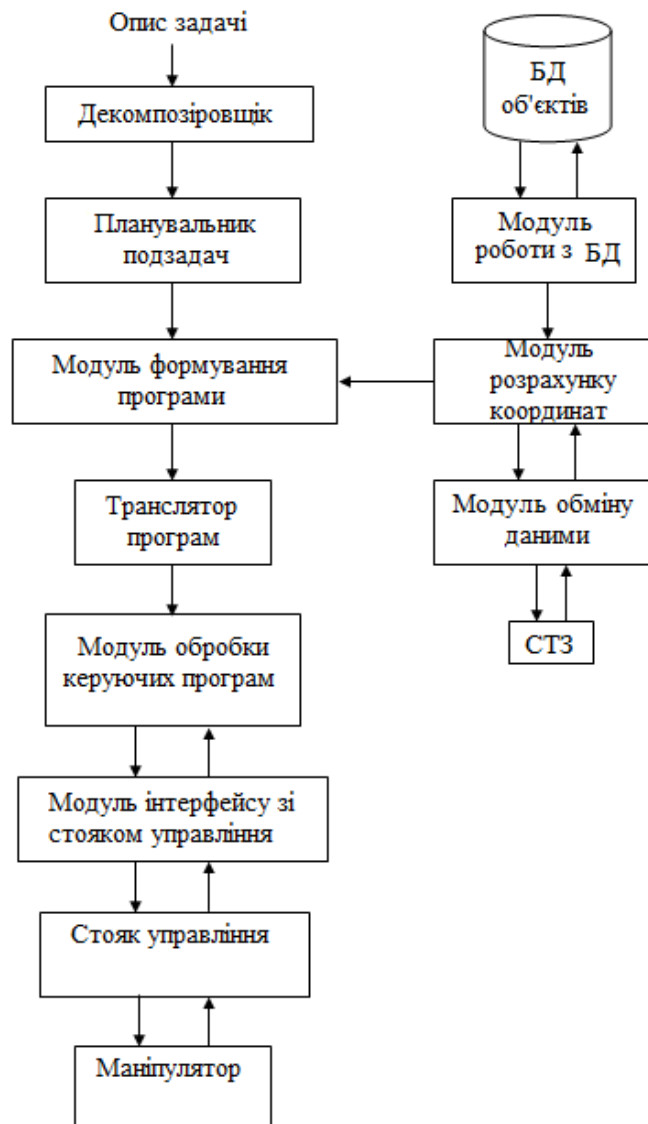 Опис задачі
Декомпозіровщік
Планувальник
подзадач
Модуль формування
програми
Транслятор
програм
Модуль обробки
керуючих програм
Модуль інтерфейсу зі
стояком управління
Стояк управління
Маніпулятор
БД
об'єктів
Модуль
роботи з БД
Модуль
розрахунку
координат
Модуль обміну
даними
СТЗ